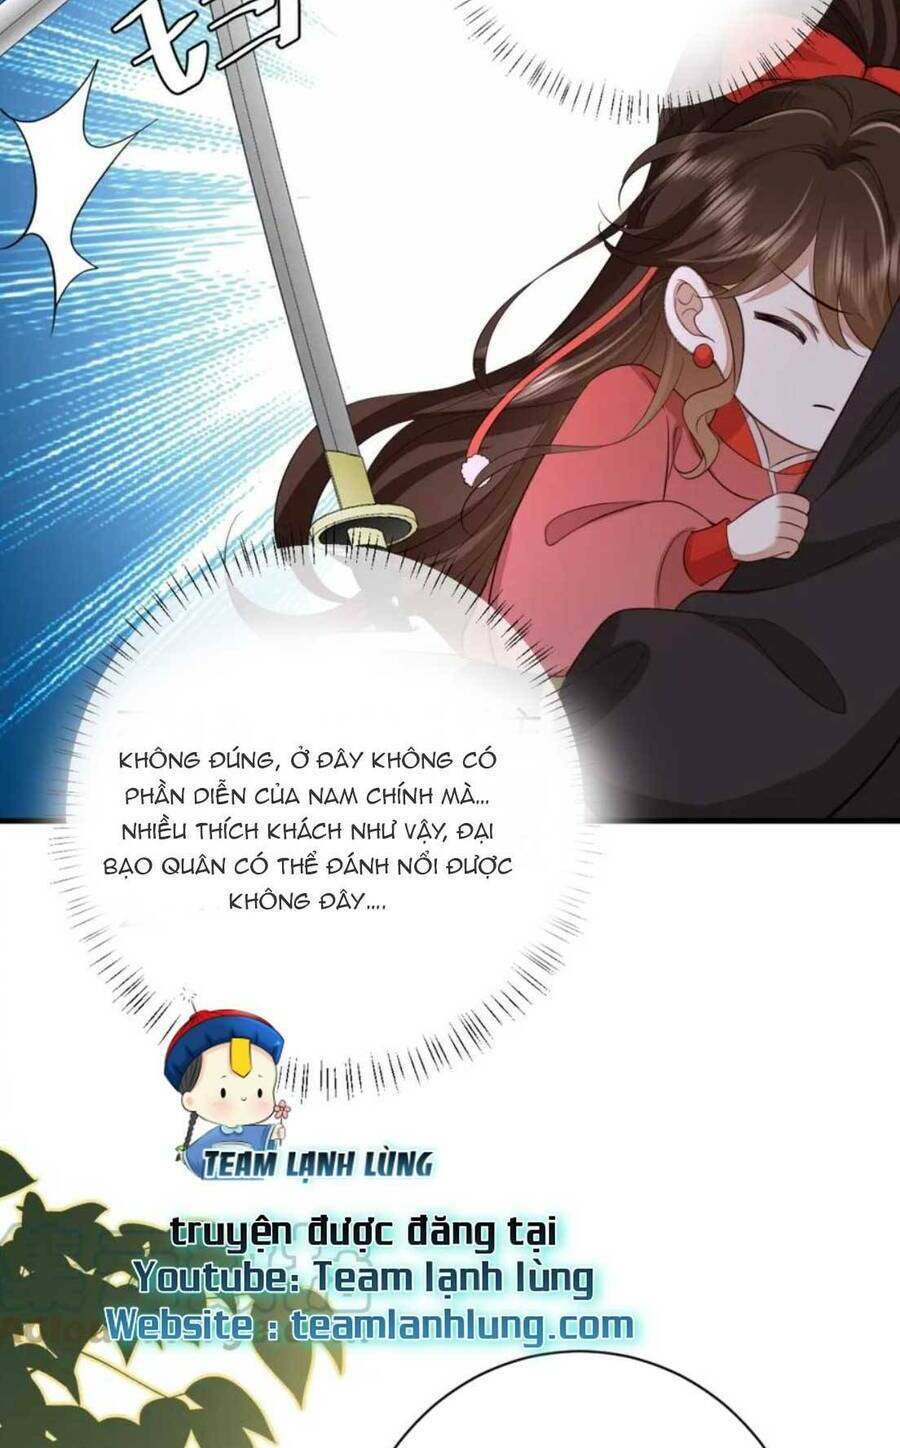 KHÔNG ĐÚNG, Ở ĐÂY KHÔNG CÓ
PHẦN DIỄN CỦA NAM CHÍNH MÀ...
NHIỀU THÍCH KHÁCH NHƯ VẬY, ĐẠI
BẠO QUÂN CÓ THỂ ĐÁNH NỔI ĐƯỢC
KHÔNG ĐÂY....
TEAM LẠNH LÙNG
truyện được đăng tại
Youtube: Team lạnh lùng
Website : teamlanhlung.com